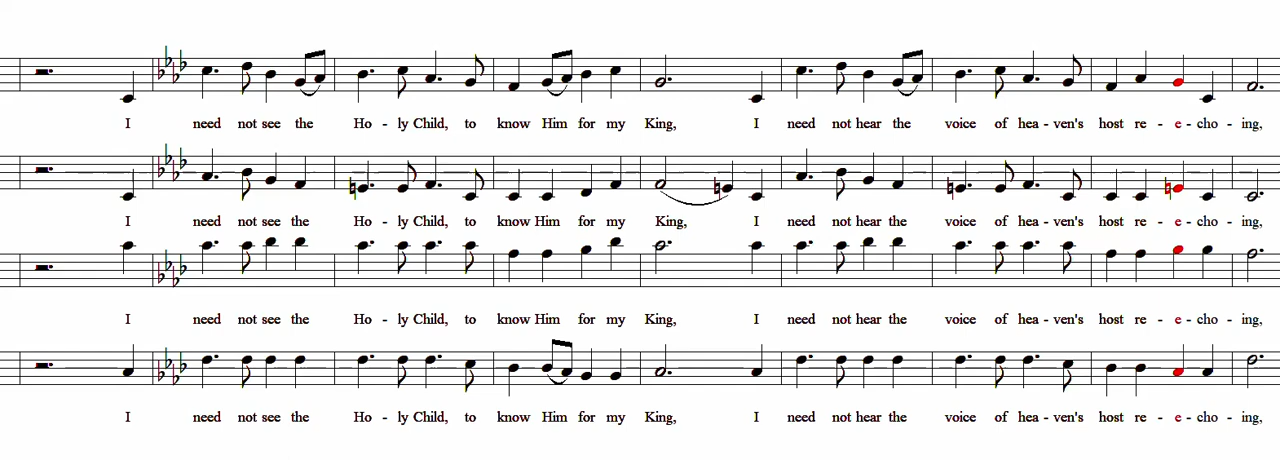 I need not see the Ho - ly Child, to know Him for my King, I need not hear the voice of hea - ven's host re - e - cho - ing,
I need not see the Ho - ly Child, to know Him for my King, I need not hear the voice of hea - ven's host re - e - cho - ing,
I need not see the Ho - ly Child, to know Him for my King, I need not hear the voice of hea - ven's host re - e - cho - ing,
I need not see the Ho - ly Child, to know Him for my King, I need not hear the voice of hea - ven's host re - e - cho - ing,